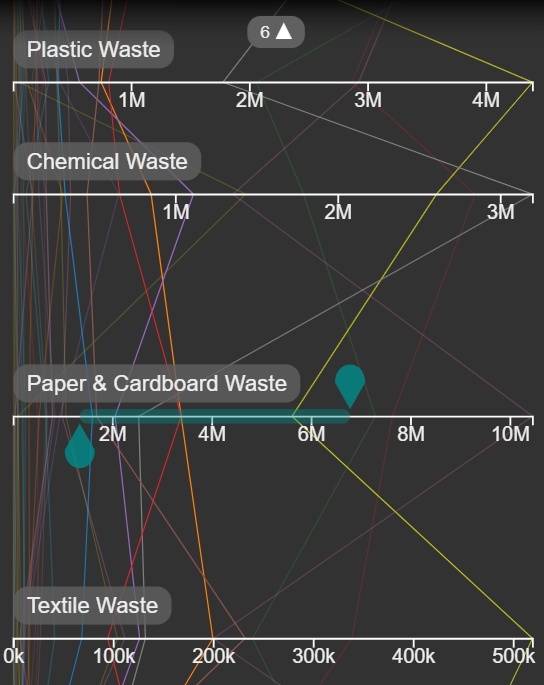 6
Plastic Waste
1M 2M 3M 4M
Chemical Waste
1M 2M 3M
Paper & Cardboard Waste
2M 4M 6M 8M 10M
Textile Waste
0k 100k 200k 300k 400k 500k